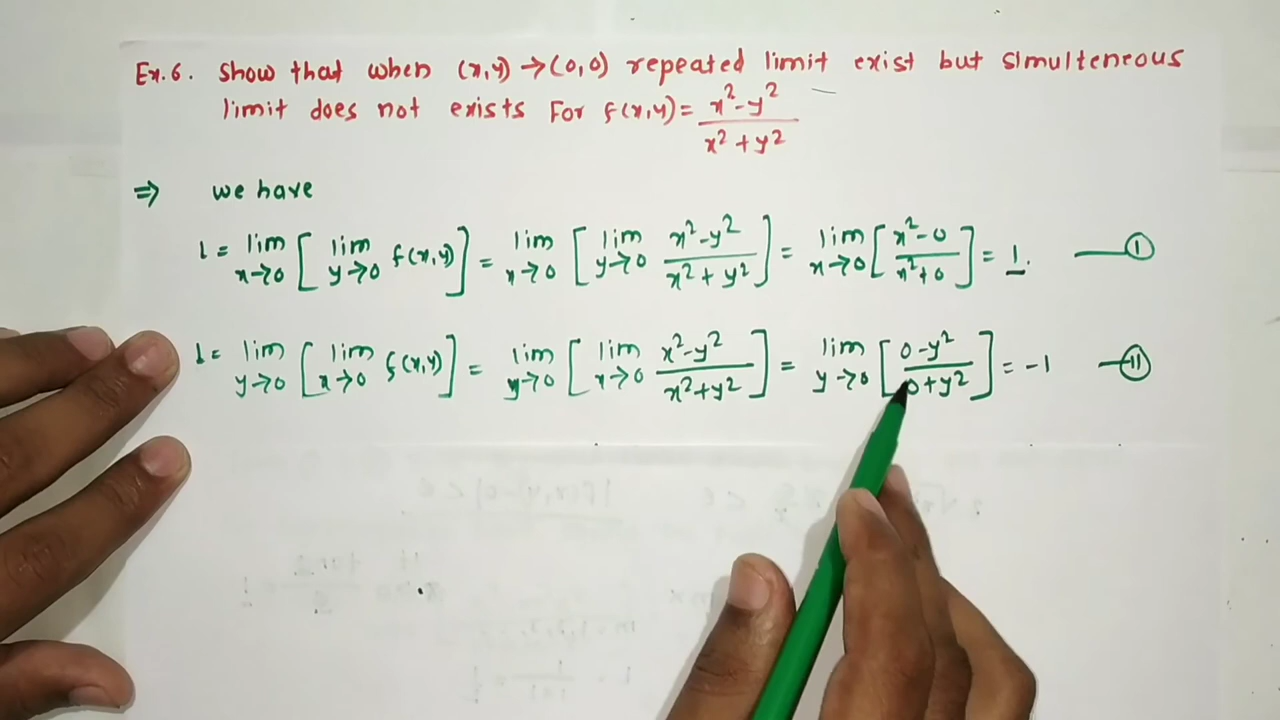 Ex.6. Show that when (x,y) → (0,0) repeated limit exist but simulteneous
limit does not exists For f(x,y) = x²-y² / x²+y²
⇒ we have
l = lim x→0 [ lim y→0 f(x,y) ] = lim x→0 [ lim y→0 x²-y² / x²+y² ] = lim x→0 [ x²-0 / x²+0 ] = 1. — I
l = lim y→0 [ lim x→0 f(x,y) ] = lim y→0 [ lim x→0 x²-y² / x²+y² ] = lim y→0 [ 0-y² / 0+y² ] = -1 — II